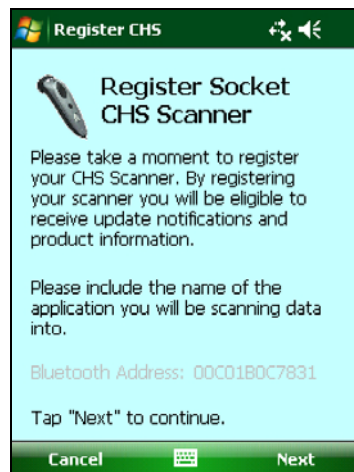 Register CHS
Register Socket
CHS Scanner
Please take a moment to register
your CHS Scanner. By registering
your scanner you will be eligible to
receive update notifications and
product information.
Please include the name of the
application you will be scanning data
into.
Bluetooth Address: 00C01B0C7831
Tap "Next" to continue.
Cancel
Next